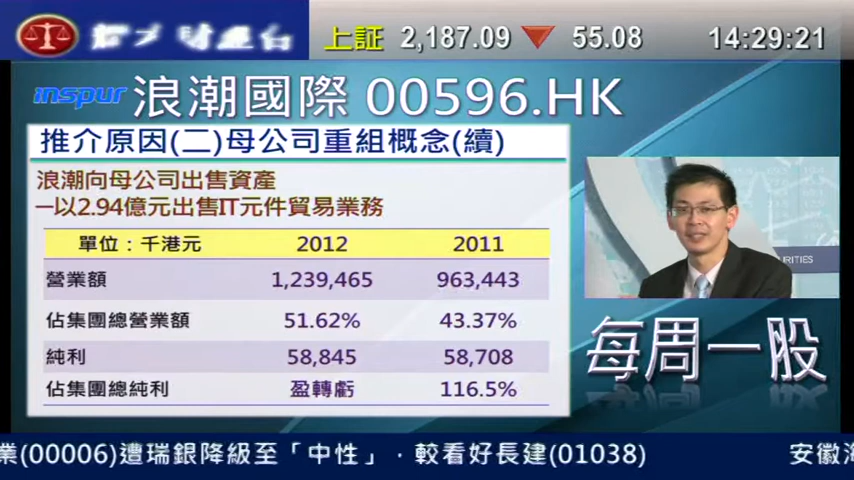 財經台
上証 2,187.09 55.08 14:29:21
inspur 浪潮國際 00596.HK
推介原因(二)母公司重組概念(續)
浪潮向母公司出售資產
—以2.94億元出售IT元件貿易業務
單位：千港元 2012 2011
營業額 1,239,465 963,443
佔集團總營業額 51.62% 43.37%
純利 58,845 58,708
佔集團總純利 盈轉虧 116.5%
URITIES
每周一股
業(00006)遭瑞銀降級至「中性」，較看好長建(01038) 安徽海